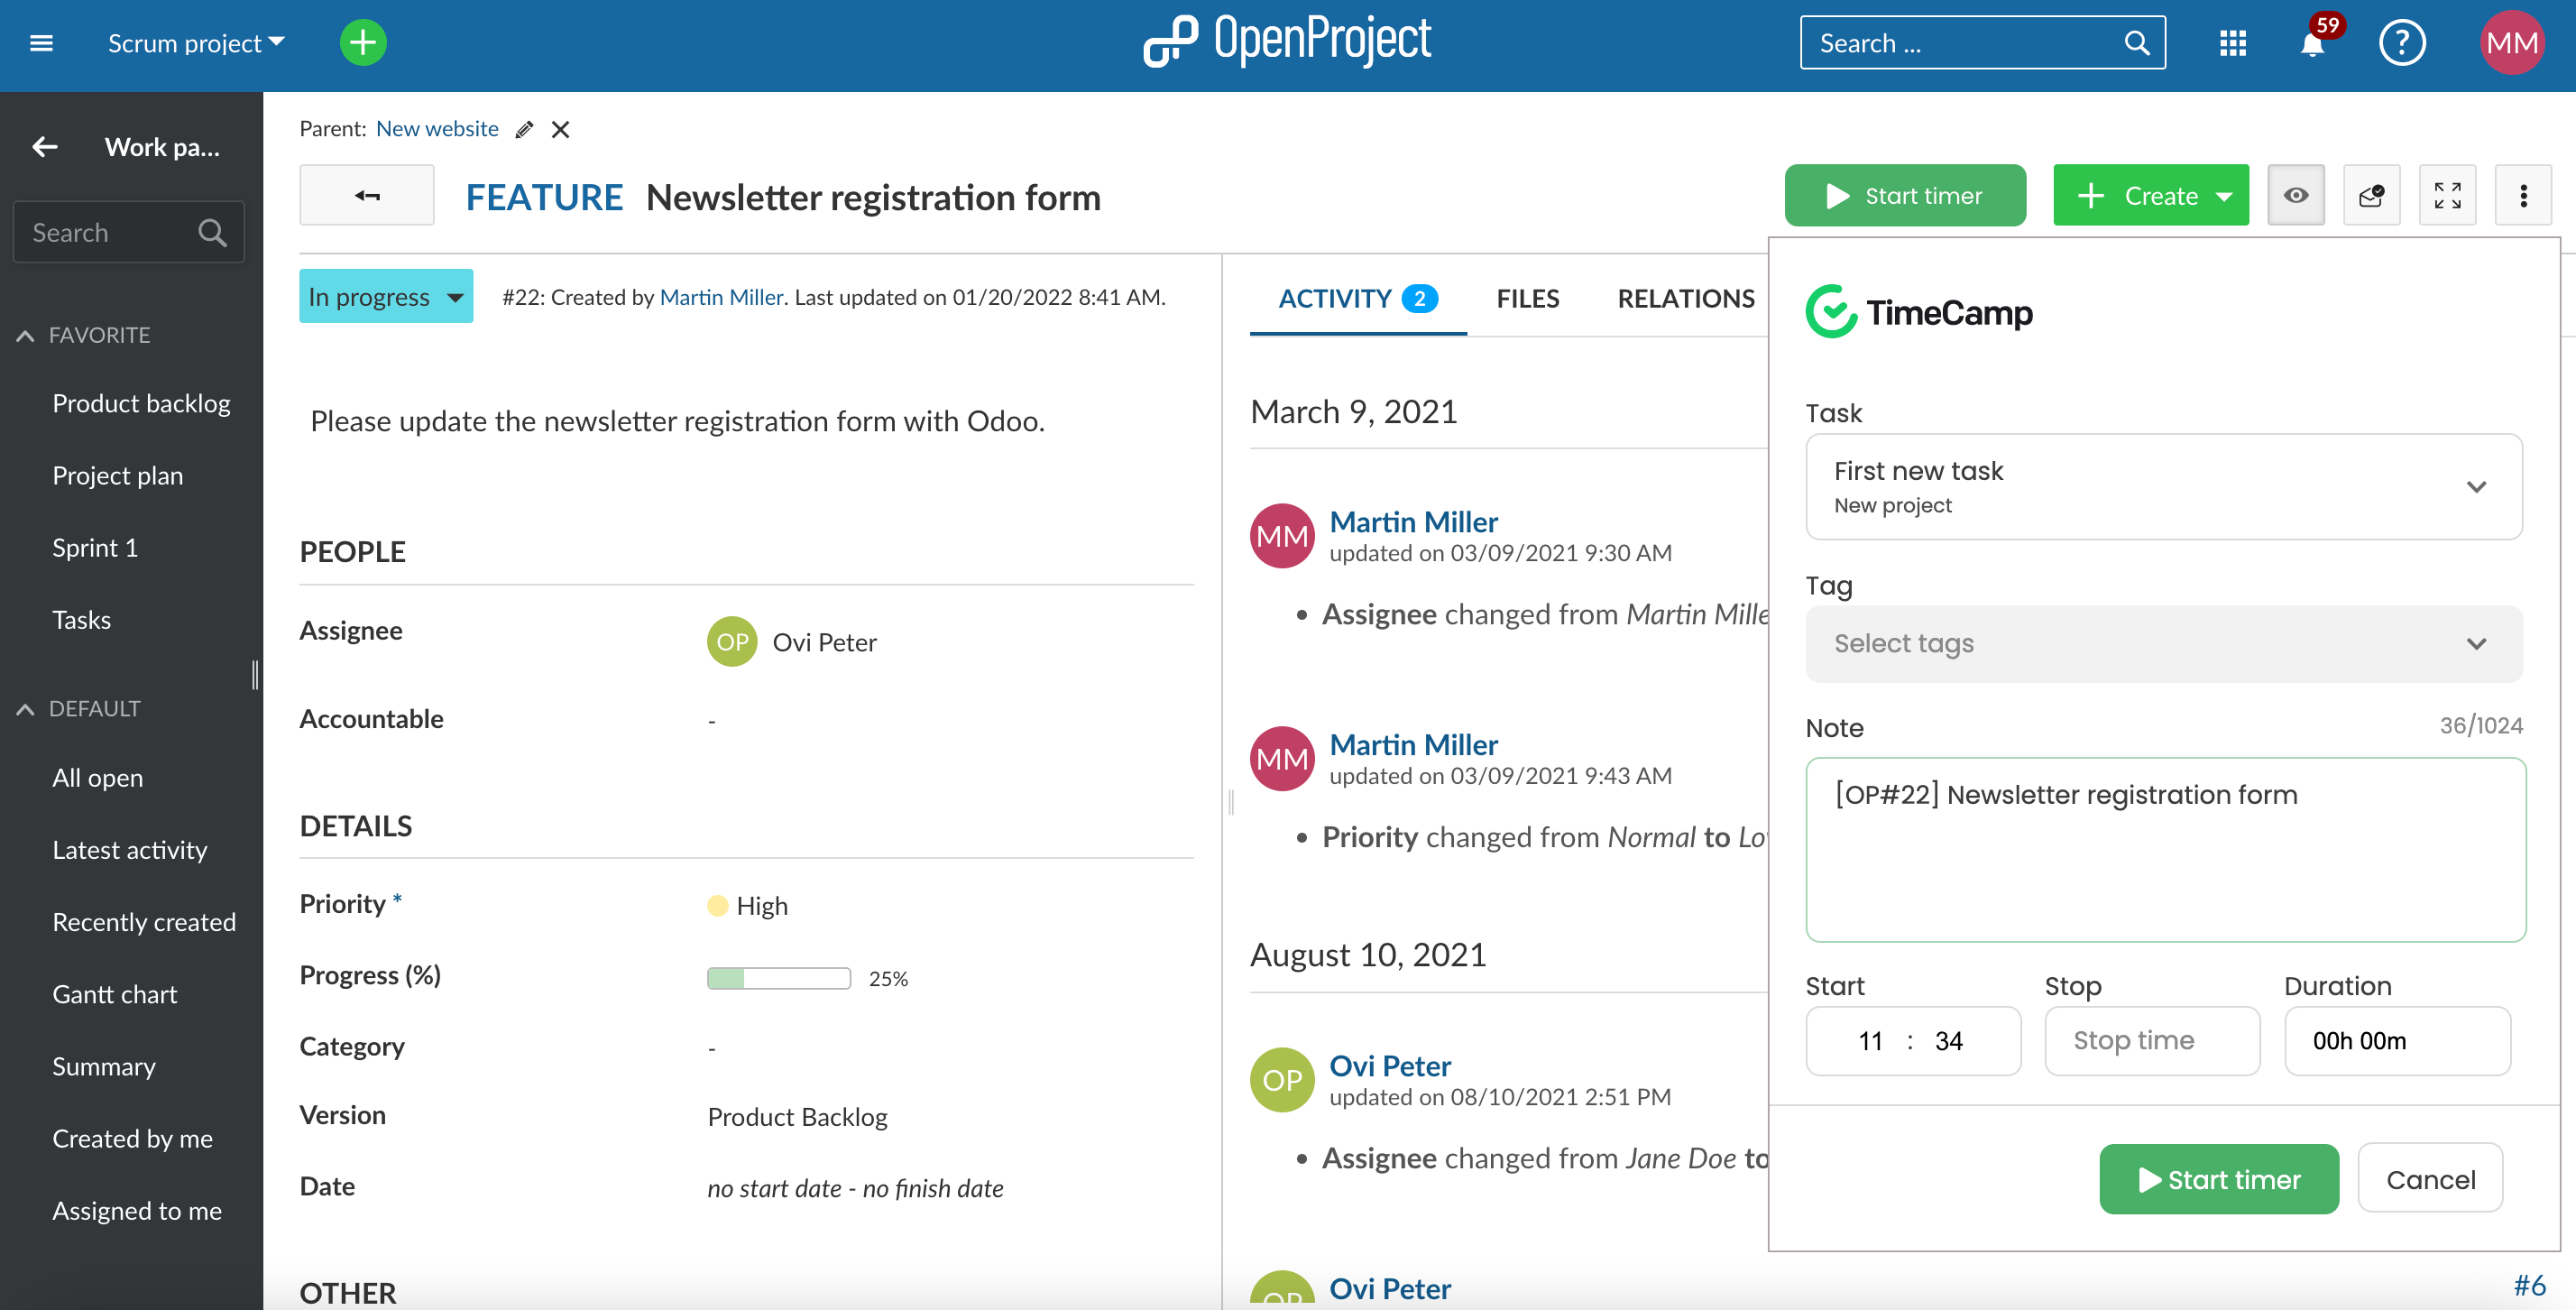 Scrum project
OpenProject
Search ...
59
?
MM
Work pa...
Search
FAVORITE
Product backlog
Project plan
Sprint 1
Tasks
DEFAULT
All open
Latest activity
Recently created
Gantt chart
Summary
Created by me
Assigned to me
Parent: New website
FEATURE Newsletter registration form
Start timer
Create
In progress
#22: Created by Martin Miller. Last updated on 01/20/2022 8:41 AM.
Please update the newsletter registration form with Odoo.
PEOPLE
Assignee
OP Ovi Peter
Accountable
-
DETAILS
Priority *
High
Progress (%)
25%
Category
-
Version
Product Backlog
Date
no start date - no finish date
OTHER
ACTIVITY 2
FILES
RELATIONS
March 9, 2021
MM
Martin Miller
updated on 03/09/2021 9:30 AM
• Assignee changed from Martin Mille
MM
Martin Miller
updated on 03/09/2021 9:43 AM
• Priority changed from Normal to Lo
August 10, 2021
OP
Ovi Peter
updated on 08/10/2021 2:51 PM
• Assignee changed from Jane Doe to
OP
Ovi Peter
#6
TimeCamp
Task
First new task
New project
Tag
Select tags
Note
36/1024
[OP#22] Newsletter registration form
Start
Stop
Duration
11 : 34
Stop time
00h 00m
Start timer
Cancel